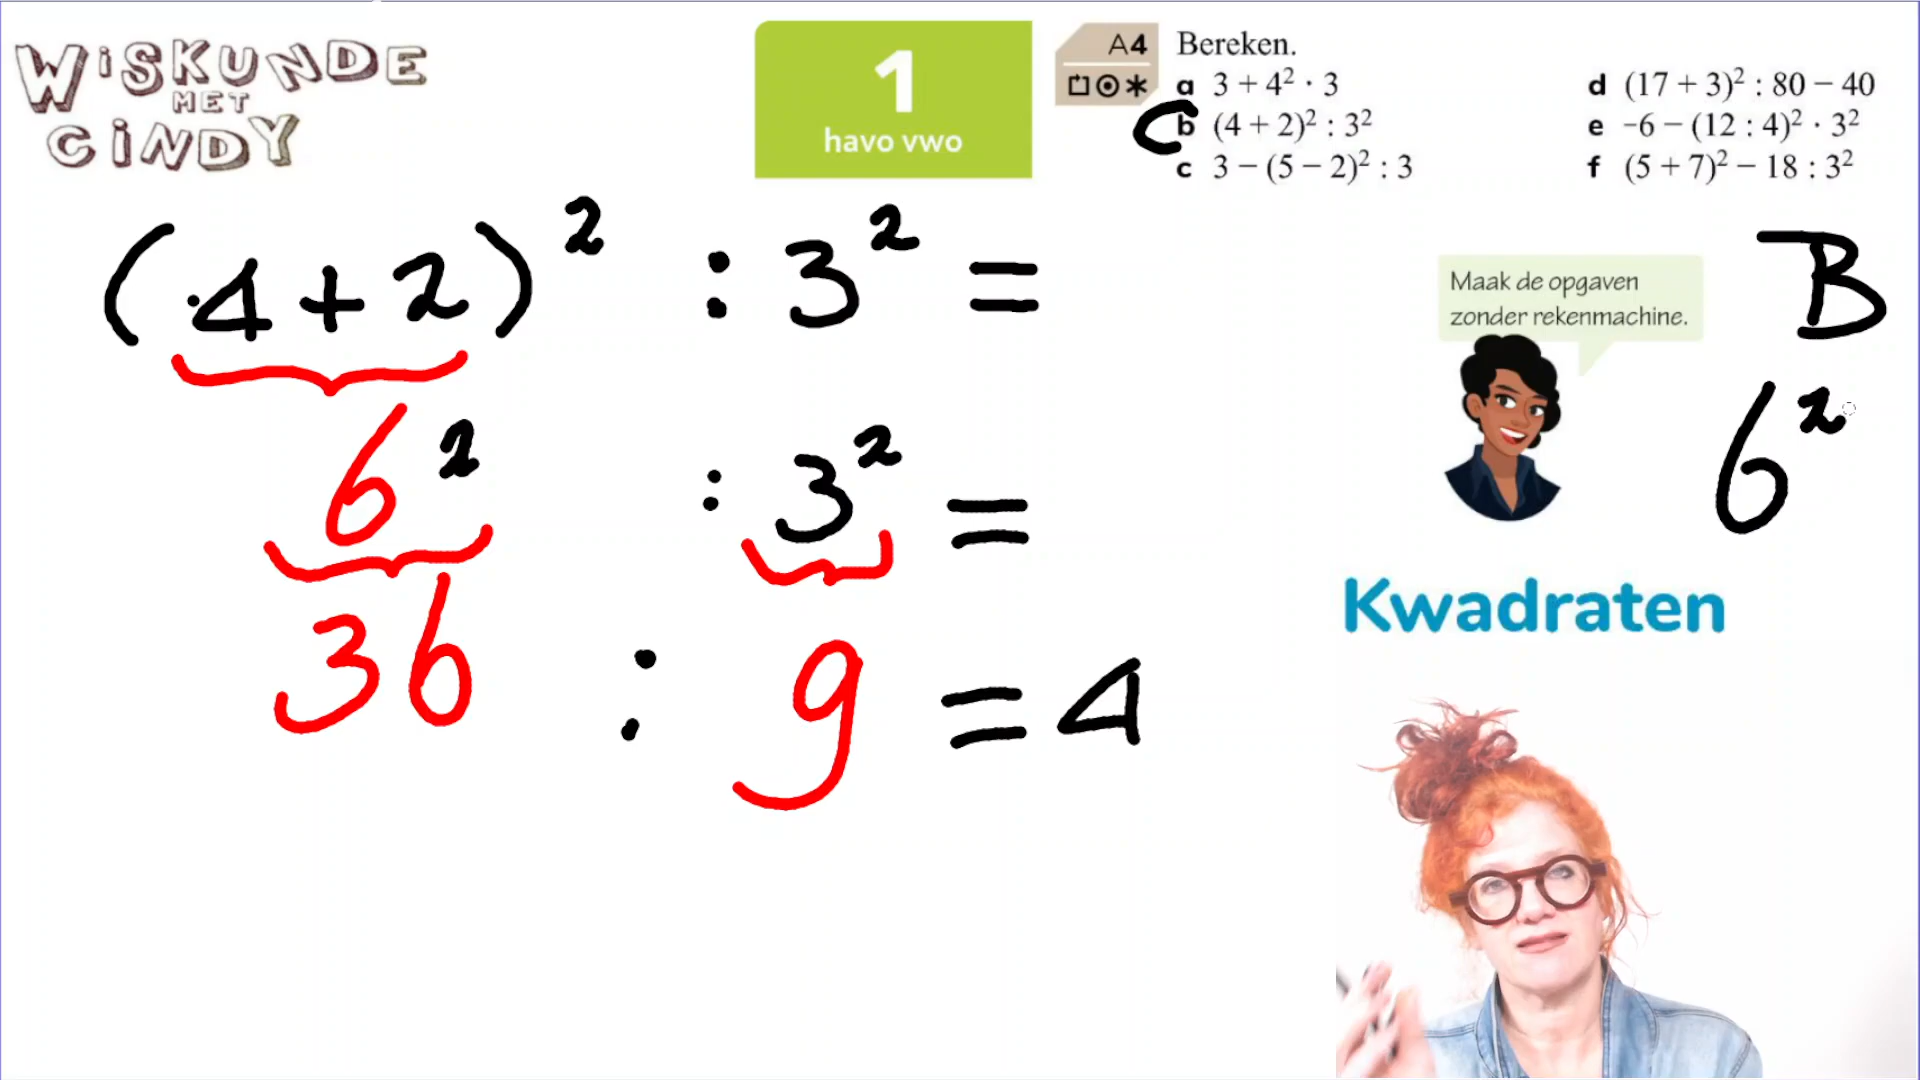 WiSKUNDE
MET
CiNDY
1
havo vwo
A4
Bereken.
a 3 + 4² · 3
b (4 + 2)² : 3²
c 3 − (5 − 2)² : 3
d (17 + 3)² : 80 − 40
e -6 − (12 : 4)² · 3²
f (5 + 7)² − 18 : 3²
(4+2)² : 3² =
6² : 3² =
36 : 9 = 4
Maak de opgaven
zonder rekenmachine.
B
6²
Kwadraten